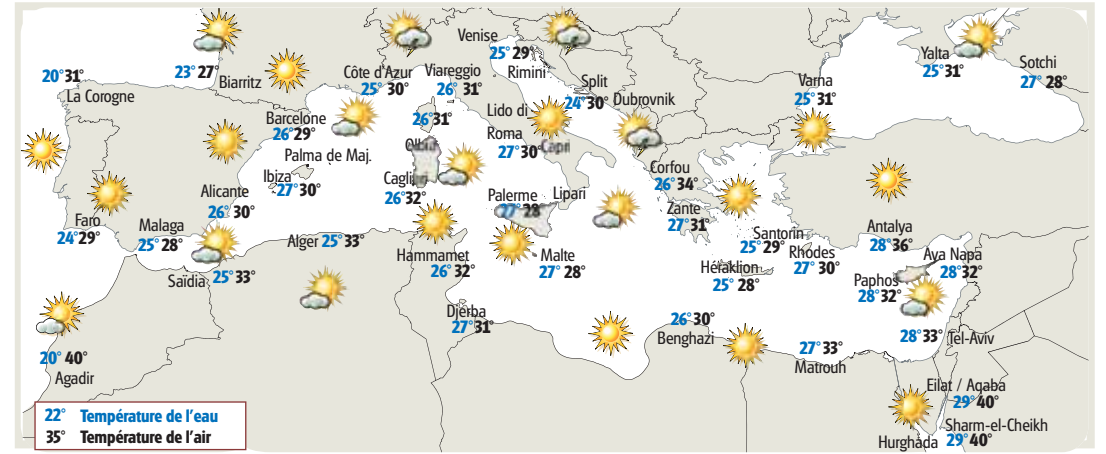 Venise
25° 29°
Rimini
Yalta
25° 31°
Sotchi
27° 28°
20° 31°
La Corogne
23° 27°
Biarritz
Côte d'Azur
25° 30°
Viareggio
26° 31°
Split
24° 30°
Dubrovnik
Varna
25° 31°
Barcelone
26° 29°
26° 31°
Olbia
Lido di
Roma
27° 30°
Capri
Palma de Maj.
Ibiza
27° 30°
Cagliari
26° 32°
Corfou
26° 34°
Alicante
26° 30°
Palerme
27° 28°
Lipari
Zante
27° 31°
Faro
24° 29°
Malaga
25° 28°
Alger 25° 33°
Santorin
25° 29°
Rhodes
27° 30°
Antalya
28° 36°
Hammamet
26° 32°
Malte
27° 28°
Héraklion
25° 28°
Ava Napa
28° 32°
Paphos
28° 32°
Saïdia 25° 33°
Djerba
27° 31°
26° 30°
Benghazi
27° 33°
Matrouh
28° 33°
Tel-Aviv
20° 40°
Agadir
Eilat / Aqaba
29° 40°
Sharm-el-Cheikh
29° 40°
Hurghada
22° Température de l'eau
35° Température de l'air